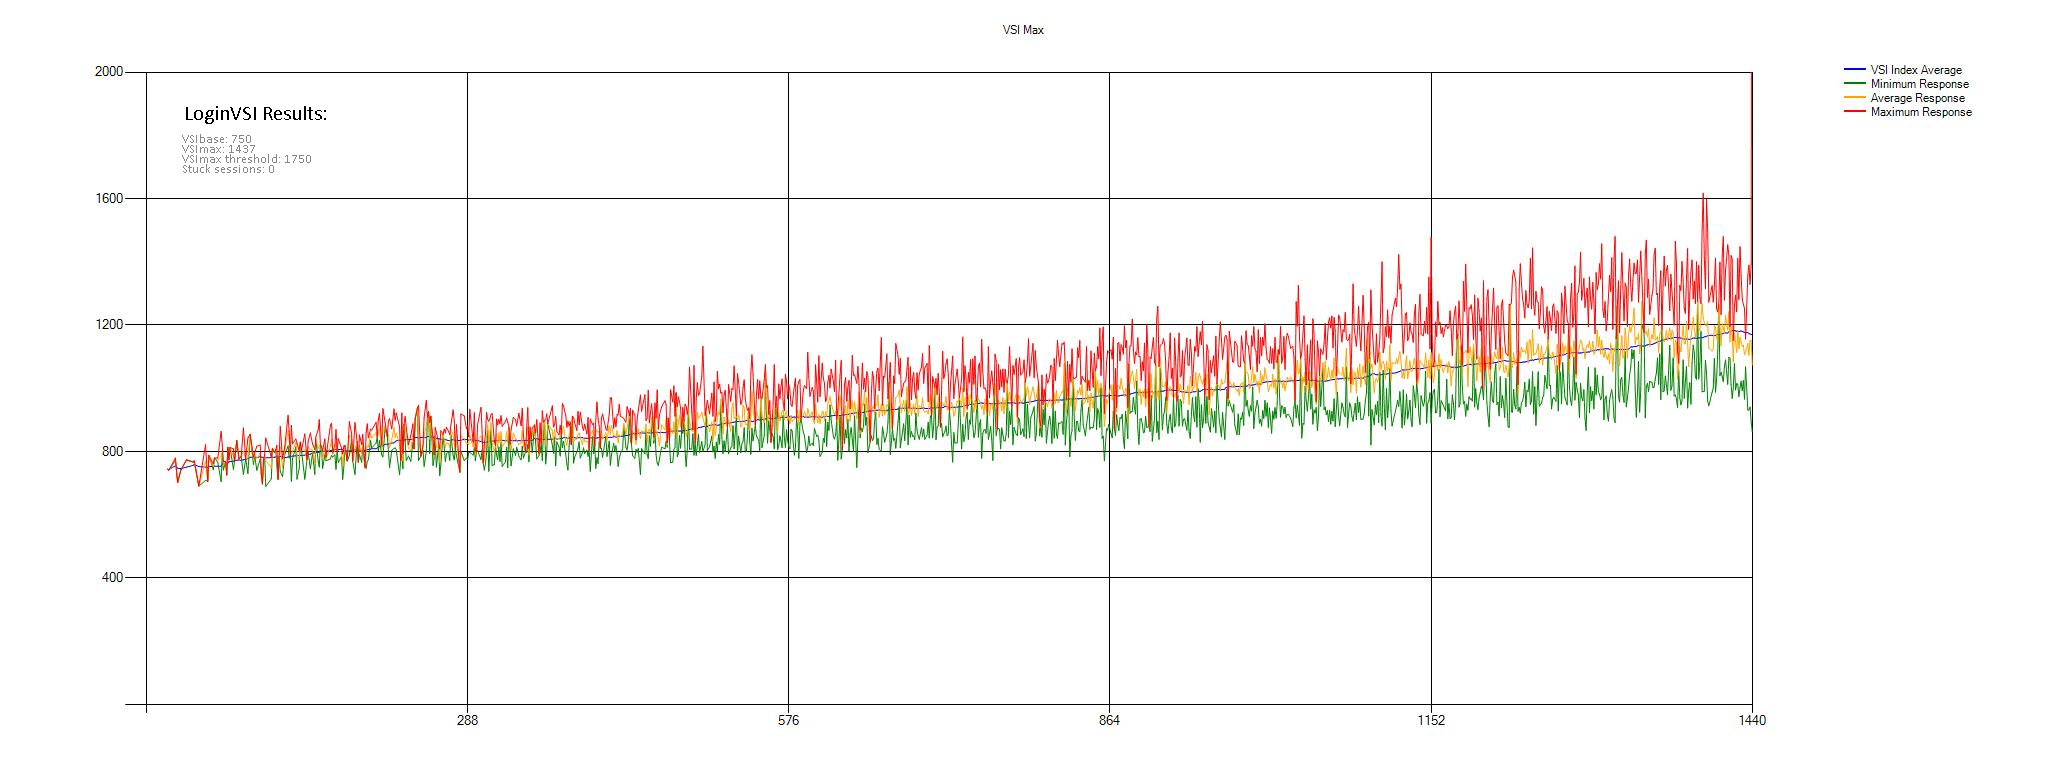 VSI Max
2000
1600
1200
800
400
288
576
864
1152
1440
LoginVSI Results:
VSIbase: 750
VSImax: 1437
VSImax threshold: 1750
Stuck sessions: 0
VSI Index Average
Minimum Response
Average Response
Maximum Response